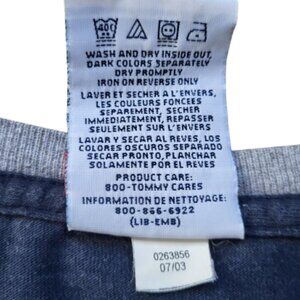 40C
WASH AND DRY INSIDE OUT,
DARK COLORS SEPARATELY
DRY PROMPTLY
IRON ON REVERSE ONLY
LAVER ET SECHER A L'ENVERS,
LES COULEURS FONCEES
SEPAREMENT, SECHER
IMMEDIATEMENT, REPASSER
SEULEMENT SUR L'ENVERS
LAVAR Y SECAR AL REVES, COLORES
OSCUROS SEPARADO
SECAR PRONTO, PLANCHAR
SOLAMENTE POR EL REVES
PRODUCT CARE:
800-TOMMY CARES
INFORMATION DE NETTOYAGE:
800-866-6922
(LIB-EMB)
0263856
07/03